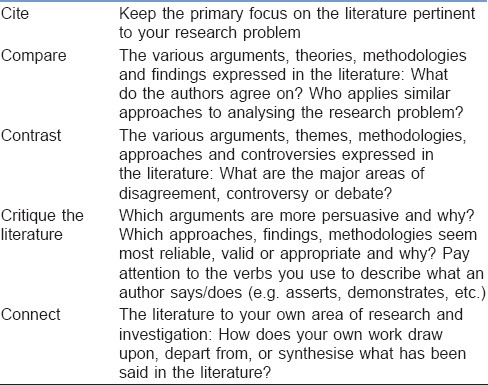 Cite Keep the primary focus on the literature pertinent
to your research problem
Compare The various arguments, theories, methodologies
and findings expressed in the literature: What
do the authors agree on? Who applies similar
approaches to analysing the research problem?
Contrast The various arguments, themes, methodologies,
approaches and controversies expressed in
the literature: What are the major areas of
disagreement, controversy or debate?
Critique the Which arguments are more persuasive and why?
literature Which approaches, findings, methodologies seem
most reliable, valid or appropriate and why? Pay
attention to the verbs you use to describe what an
author says/does (e.g. asserts, demonstrates, etc.)
Connect The literature to your own area of research and
investigation: How does your own work draw
upon, depart from, or synthesise what has been
said in the literature?